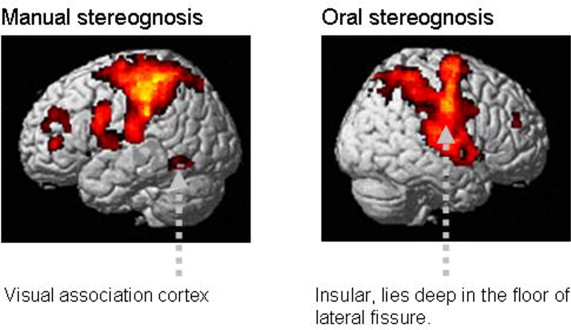 Manual stereognosis
Oral stereognosis
Visual association cortex
Insular, lies deep in the floor of
lateral fissure.